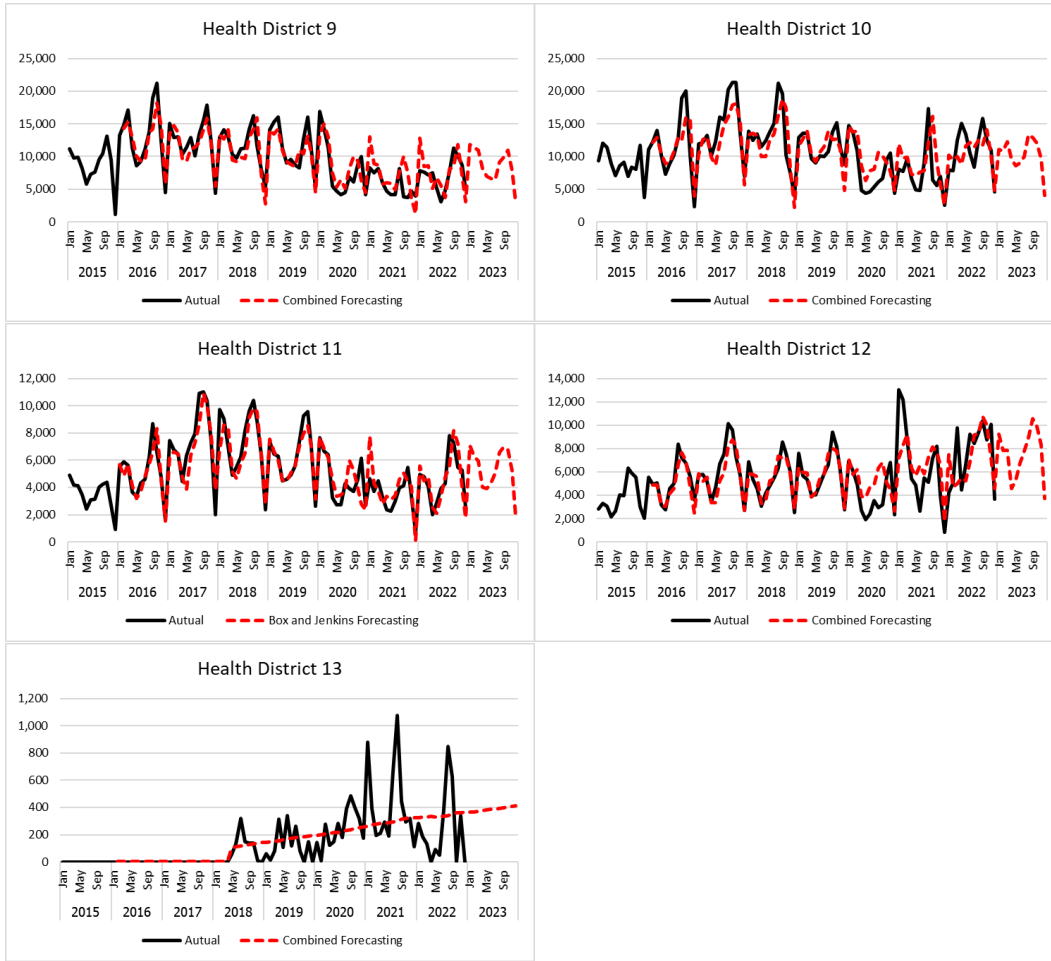 Health District 9
25,000
20,000
15,000
10,000
5,000
0
Jan May Sep Jan May Sep Jan May Sep Jan May Sep Jan May Sep Jan May Sep Jan May Sep Jan May Sep Jan May Sep
2015 2016 2017 2018 2019 2020 2021 2022 2023
Autual Combined Forecasting
Health District 10
25,000
20,000
15,000
10,000
5,000
0
Jan May Sep Jan May Sep Jan May Sep Jan May Sep Jan May Sep Jan May Sep Jan May Sep Jan May Sep Jan May Sep
2015 2016 2017 2018 2019 2020 2021 2022 2023
Autual Combined Forecasting
Health District 11
12,000
10,000
8,000
6,000
4,000
2,000
0
Jan May Sep Jan May Sep Jan May Sep Jan May Sep Jan May Sep Jan May Sep Jan May Sep Jan May Sep Jan May Sep
2015 2016 2017 2018 2019 2020 2021 2022 2023
Autual Box and Jenkins Forecasting
Health District 12
14,000
12,000
10,000
8,000
6,000
4,000
2,000
0
Jan May Sep Jan May Sep Jan May Sep Jan May Sep Jan May Sep Jan May Sep Jan May Sep Jan May Sep Jan May Sep
2015 2016 2017 2018 2019 2020 2021 2022 2023
Autual Combined Forecasting
Health District 13
1,200
1,000
800
600
400
200
0
Jan May Sep Jan May Sep Jan May Sep Jan May Sep Jan May Sep Jan May Sep Jan May Sep Jan May Sep Jan May Sep
2015 2016 2017 2018 2019 2020 2021 2022 2023
Autual Combined Forecasting